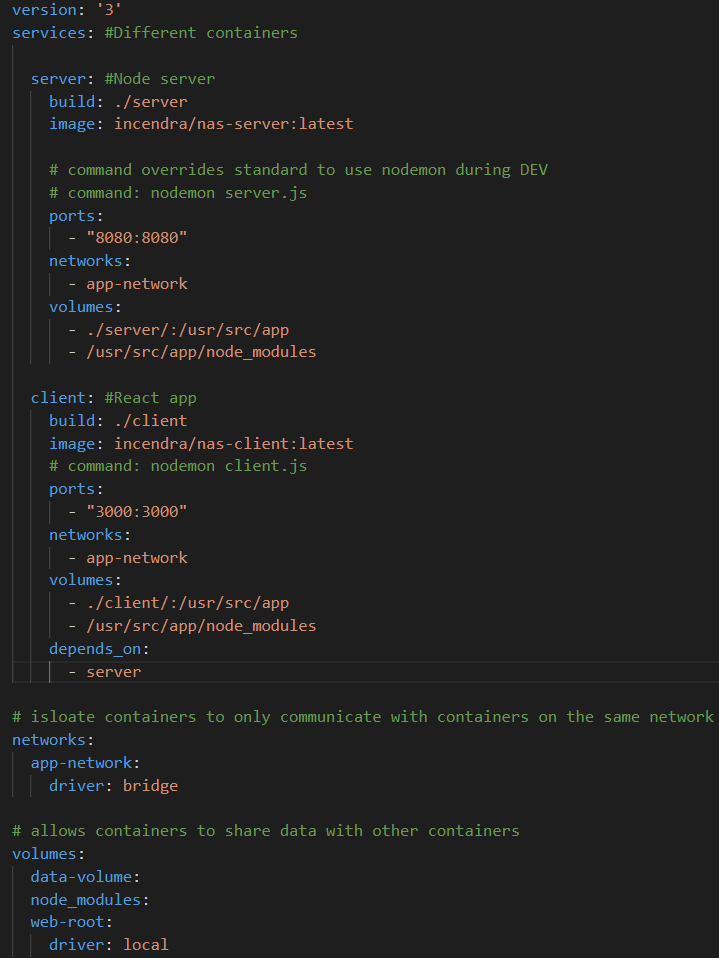 version: '3'
services: #Different containers
server: #Node server
build: ./server
image: incendra/nas-server:latest
# command overrides standard to use nodemon during DEV
# command: nodemon server.js
ports:
- "8080:8080"
networks:
- app-network
volumes:
- ./server/:/usr/src/app
- /usr/src/app/node_modules
client: #React app
build: ./client
image: incendra/nas-client:latest
# command: nodemon client.js
ports:
- "3000:3000"
networks:
- app-network
volumes:
- ./client/:/usr/src/app
- /usr/src/app/node_modules
depends_on:
- server
# isloate containers to only communicate with containers on the same network
networks:
app-network:
driver: bridge
# allows containers to share data with other containers
volumes:
data-volume:
node_modules:
web-root:
driver: local